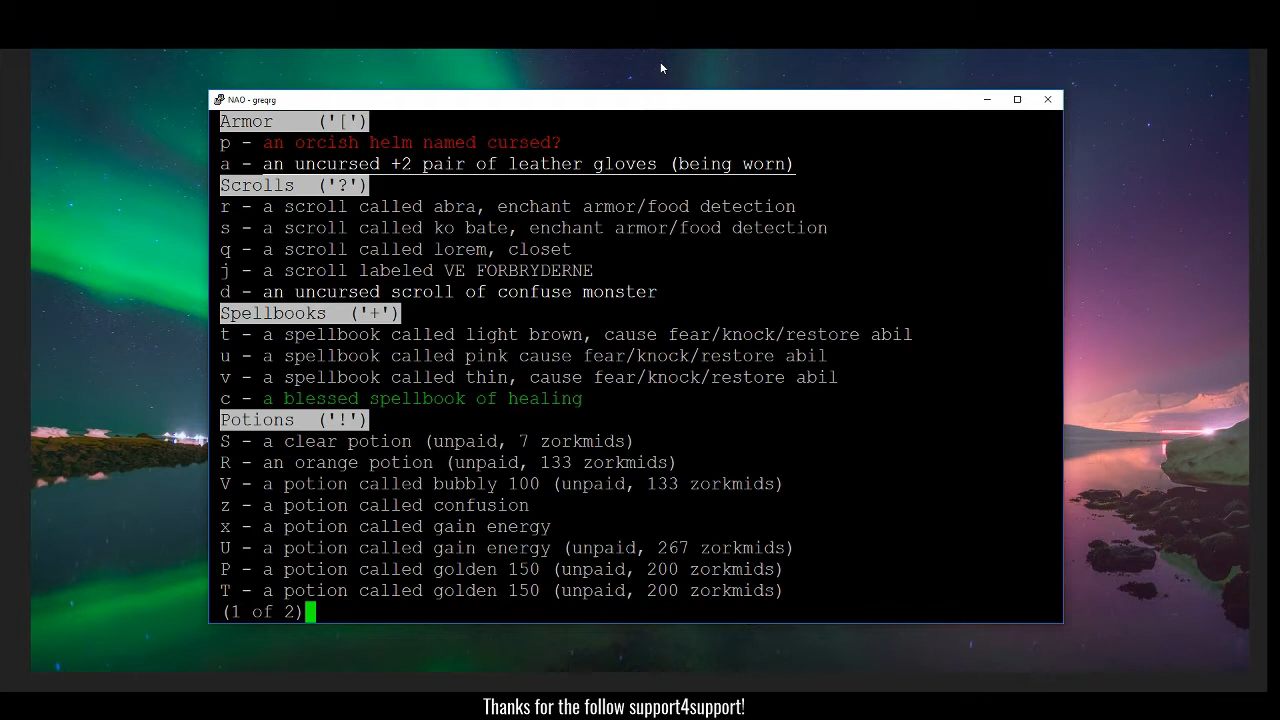 NAO - greqrg
Armor ('[')
p - an orcish helm named cursed?
a - an uncursed +2 pair of leather gloves (being worn)
Scrolls ('?')
r - a scroll called abra, enchant armor/food detection
s - a scroll called ko bate, enchant armor/food detection
q - a scroll called lorem, closet
j - a scroll labeled VE FORBRYDERNE
d - an uncursed scroll of confuse monster
Spellbooks ('+')
t - a spellbook called light brown, cause fear/knock/restore abil
u - a spellbook called pink cause fear/knock/restore abil
v - a spellbook called thin, cause fear/knock/restore abil
c - a blessed spellbook of healing
Potions ('!')
S - a clear potion (unpaid, 7 zorkmids)
R - an orange potion (unpaid, 133 zorkmids)
V - a potion called bubbly 100 (unpaid, 133 zorkmids)
z - a potion called confusion
x - a potion called gain energy
U - a potion called gain energy (unpaid, 267 zorkmids)
P - a potion called golden 150 (unpaid, 200 zorkmids)
T - a potion called golden 150 (unpaid, 200 zorkmids)
(1 of 2)
Thanks for the follow support4support!